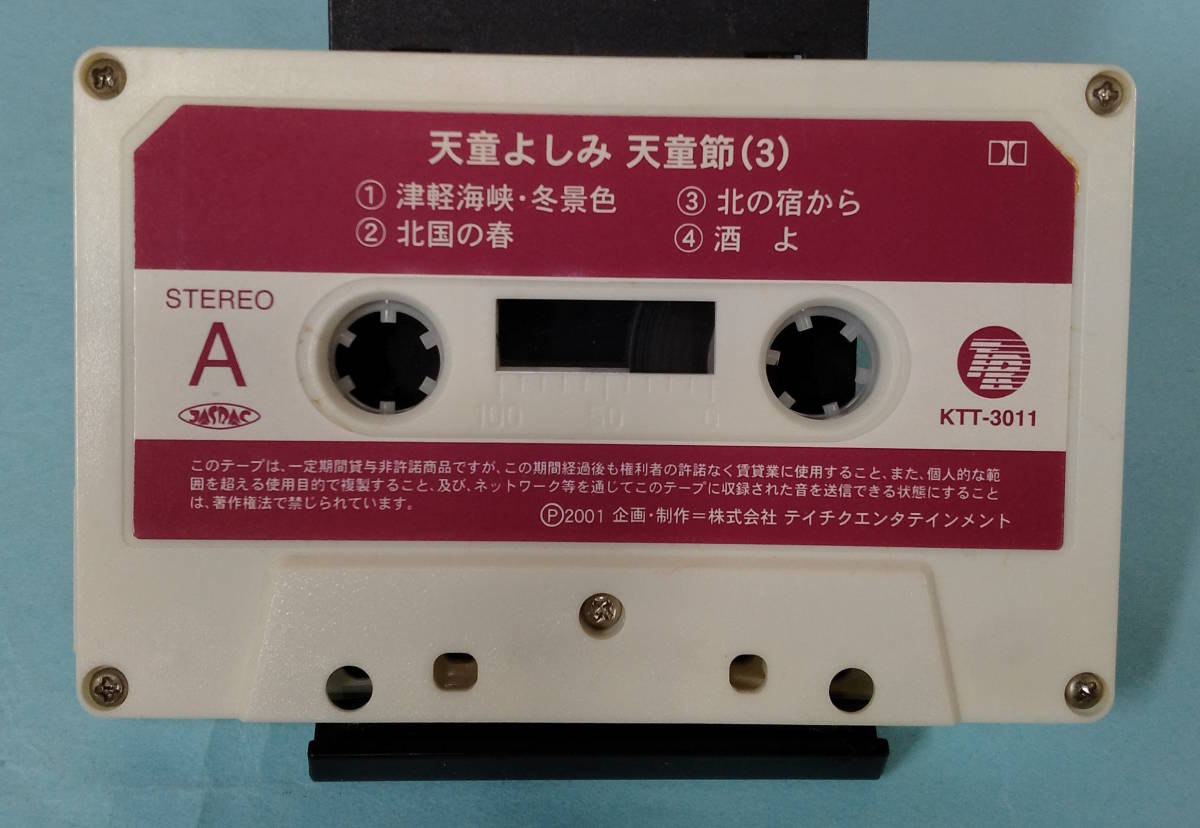 天童よしみ 天童節(3)
① 津軽海峡・冬景色
② 北国の春
③ 北の宿から
④ 酒 よ
STEREO
A
JASRAC
100 50 0
TEICHIKU
KTT-3011
このテープは、一定期間貸与非許諾商品ですが、この期間経過後も権利者の許諾なく賃貸業に使用すること、また、個人的な範
囲を超える使用目的で複製すること、及び、ネットワーク等を通じてこのテープに収録された音を送信できる状態にすること
は、著作権法で禁じられています。
Ⓟ2001 企画・制作=株式会社 テイチクエンタテインメント